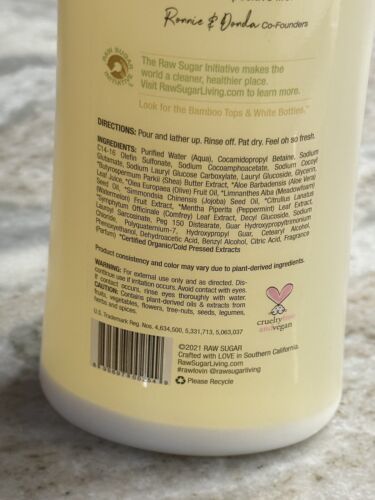 Ronnie & Donda Co-Founders
RAW SUGAR
INITIATIVE
The Raw Sugar Initiative makes the
world a cleaner, healthier place.
Visit RawSugarLiving.com to learn more.
Look for the Bamboo Tops & White Bottles.™
DIRECTIONS: Pour and lather up. Rinse off. Pat dry. Feel oh so fresh.
INGREDIENTS: Purified Water (Aqua), Cocamidopropyl Betaine, Sodium
C14-16 Olefin Sulfonate, Sodium Cocoamphoacetate, Sodium Cocoyl
Glutamate, Sodium Lauryl Glucose Carboxylate, Lauryl Glucoside, Glycerin,
*Butyrospermum Parkii (Shea) Butter Extract, *Aloe Barbadensis (Aloe Vera)
Leaf Juice, *Olea Europaea (Olive) Fruit Oil, *Limnanthes Alba (Meadowfoam)
Seed Oil, *Simmondsia Chinensis (Jojoba) Seed Oil, *Citrullus Lanatus
(Watermelon) Fruit Extract, *Mentha Piperita (Peppermint) Leaf Extract,
*Symphytum Officinale (Comfrey) Leaf Extract, Decyl Glucoside, Sodium
Lauroyl Sarcosinate, Peg 150 Distearate, Guar Hydroxypropyltrimonium
Chloride, Polyquaternium-7, Hydroxypropyl Guar, Cetearyl Alcohol,
Phenoxyethanol, Dehydroacetic Acid, Benzyl Alcohol, Citric Acid, Fragrance
(Parfum) *Certified Organic/Cold Pressed Extracts
Product consistency and color may vary due to plant-derived ingredients.
WARNING: For external use only and as directed. Dis-
continue use if irritation occurs. Avoid contact with eyes.
If contact occurs, rinse eyes thoroughly with water.
CAUTION: Contains plant-derived oils & extracts from
fruits, vegetables, flowers, tree-nuts, seeds, legumes,
herbs and spices.
U.S. Trademark Reg. Nos. 4,634,500, 5,331,713, 5,063,037
cruelty free
and vegan
©2021 RAW SUGAR
Crafted with LOVE in Southern California.
RawSugarLiving.com
#rawlovin @rawsugarliving
Please Recycle